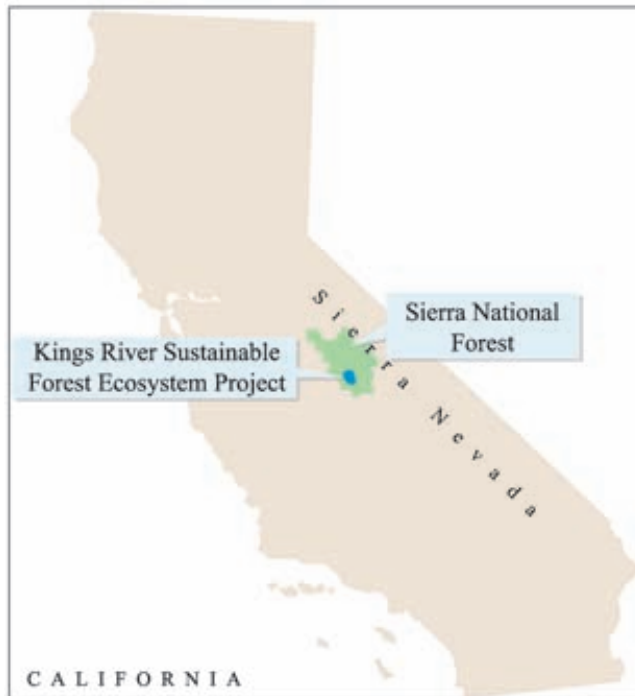 Sierra Nevada
Sierra National
Forest
Kings River Sustainable
Forest Ecosystem Project
CALIFORNIA